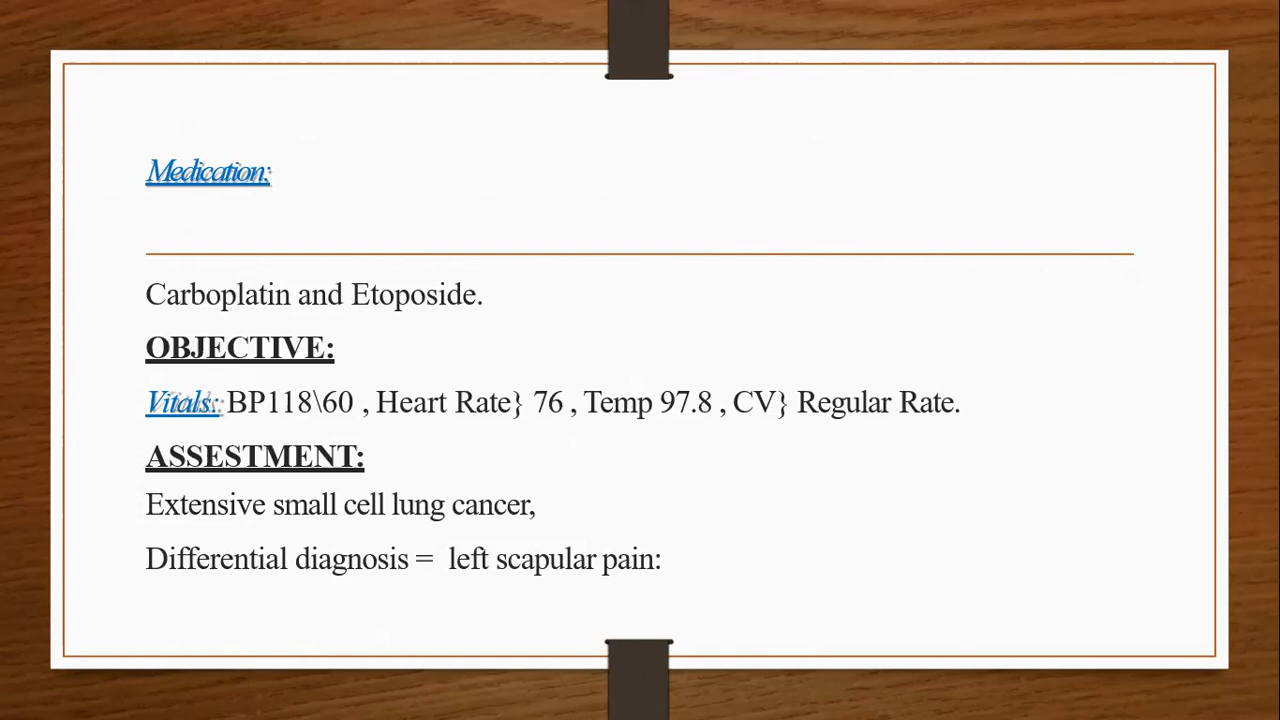 Medication:
Carboplatin and Etoposide.
OBJECTIVE:
Vitals: BP118\60 , Heart Rate} 76 , Temp 97.8 , CV} Regular Rate.
ASSESTMENT:
Extensive small cell lung cancer,
Differential diagnosis = left scapular pain: